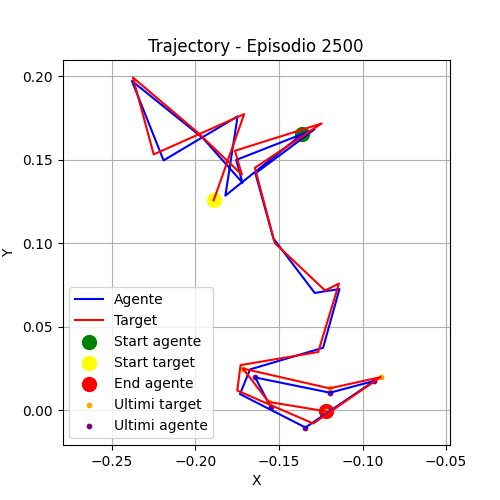 Trajectory - Episodio 2500
Y
0.20
0.15
0.10
0.05
0.00
Agente
Target
Start agente
Start target
End agente
Ultimi target
Ultimi agente
−0.25
−0.20
−0.15
−0.10
−0.05
X